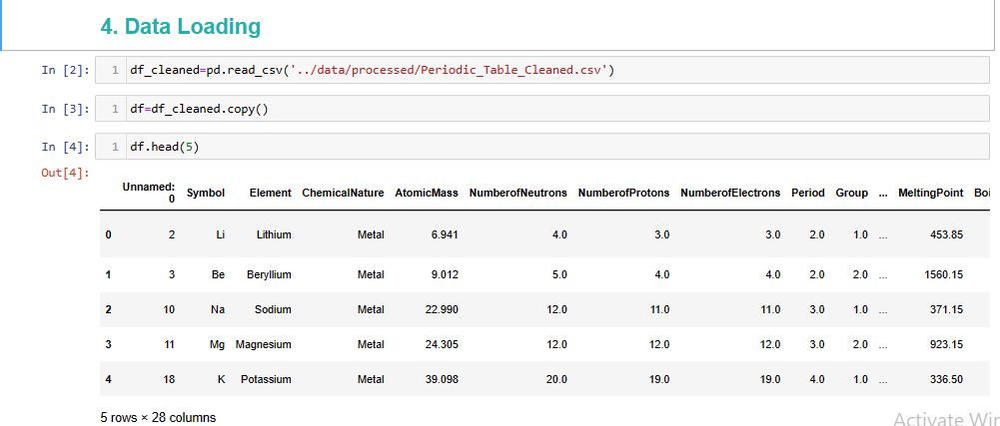 4. Data Loading
In [2]: 1 df_cleaned=pd.read_csv('../data/processed/Periodic_Table_Cleaned.csv')
In [3]: 1 df=df_cleaned.copy()
In [4]: 1 df.head(5)
Out[4]:
Unnamed: 0 Symbol Element ChemicalNature AtomicMass NumberofNeutrons NumberofProtons NumberofElectrons Period Group ... MeltingPoint Boi
0 2 Li Lithium Metal 6.941 4.0 3.0 3.0 2.0 1.0 ... 453.85
1 3 Be Beryllium Metal 9.012 5.0 4.0 4.0 2.0 2.0 ... 1560.15
2 10 Na Sodium Metal 22.990 12.0 11.0 11.0 3.0 1.0 ... 371.15
3 11 Mg Magnesium Metal 24.305 12.0 12.0 12.0 3.0 2.0 ... 923.15
4 18 K Potassium Metal 39.098 20.0 19.0 19.0 4.0 1.0 ... 336.50
5 rows × 28 columns
Activate Wir